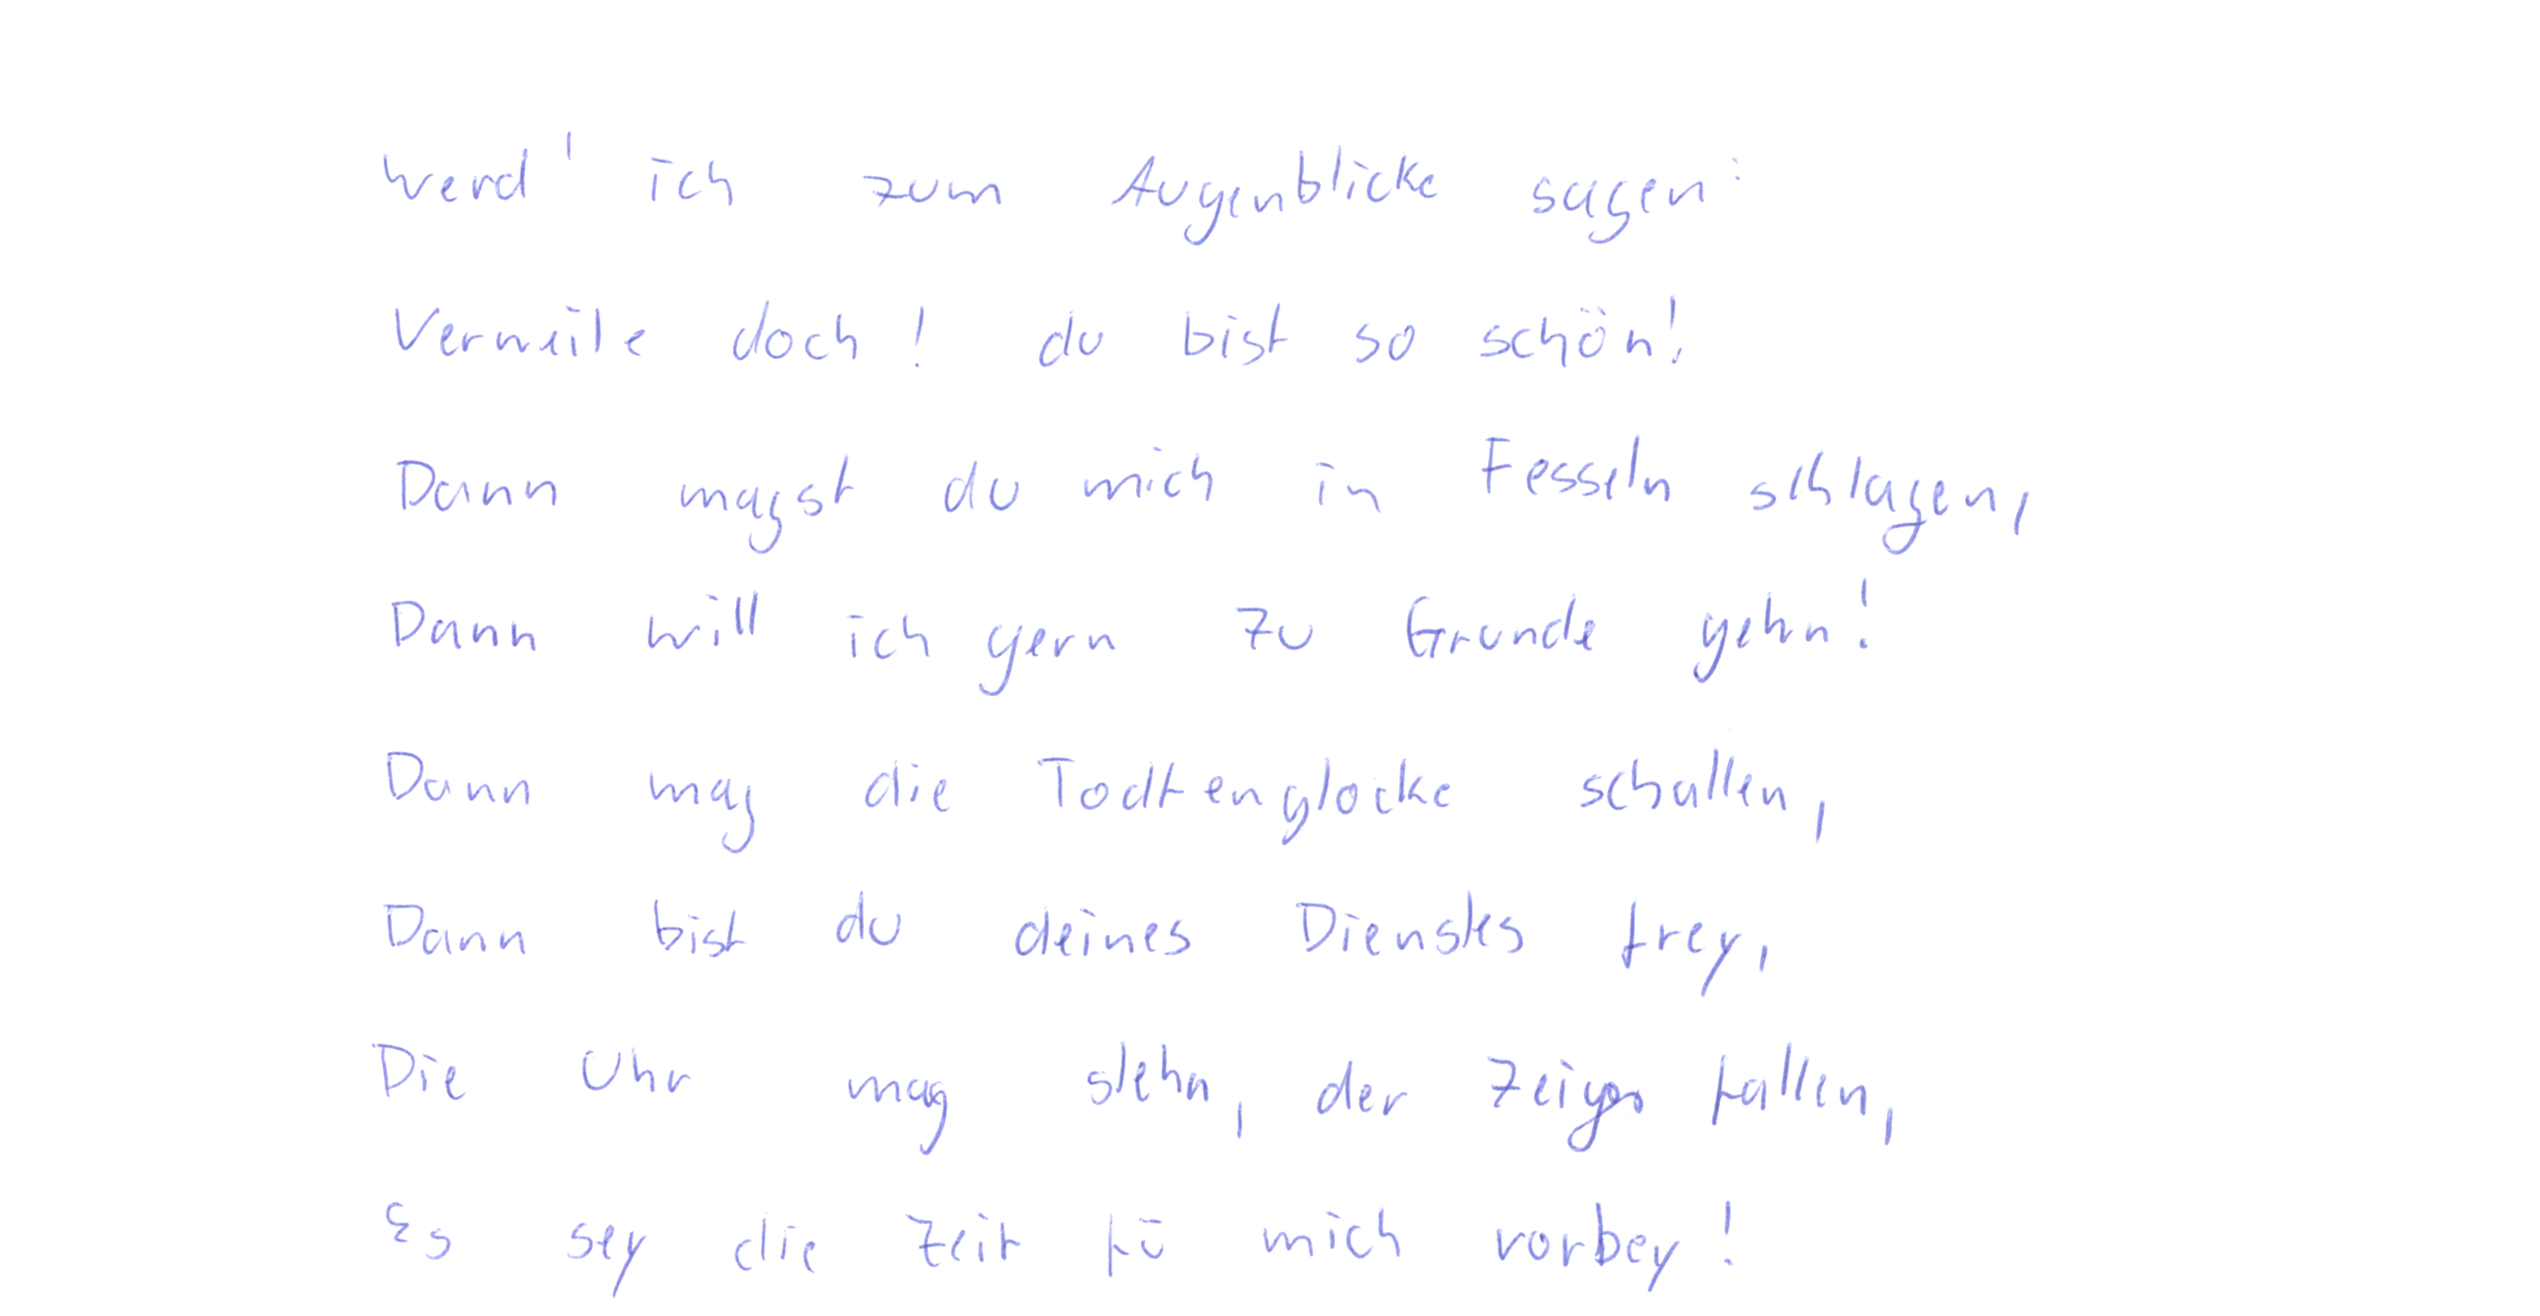 Werd' ich zum Augenblicke sagen:
Verweile doch! du bist so schön!
Dann magst du mich in Fesseln schlagen,
Dann will ich gern zu Grunde gehn!
Dann mag die Todtenglocke schallen,
Dann bist du deines Dienstes frey,
Die Uhr mag stehn, der Zeiger fallen,
Es sey die Zeit fü mich vorbey!